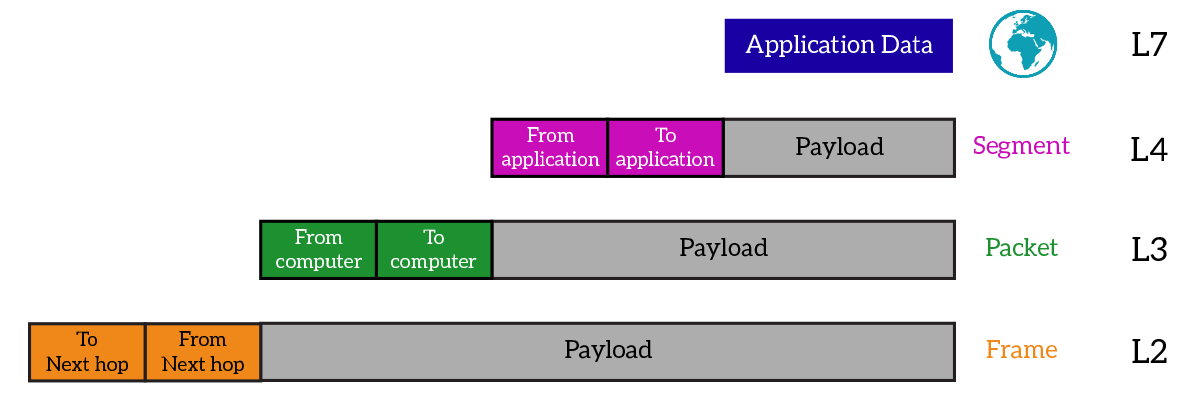 Application Data
L7
From
application
To
application
Payload
Segment
L4
From
computer
To
computer
Payload
Packet
L3
To
Next hop
From
Next hop
Payload
Frame
L2